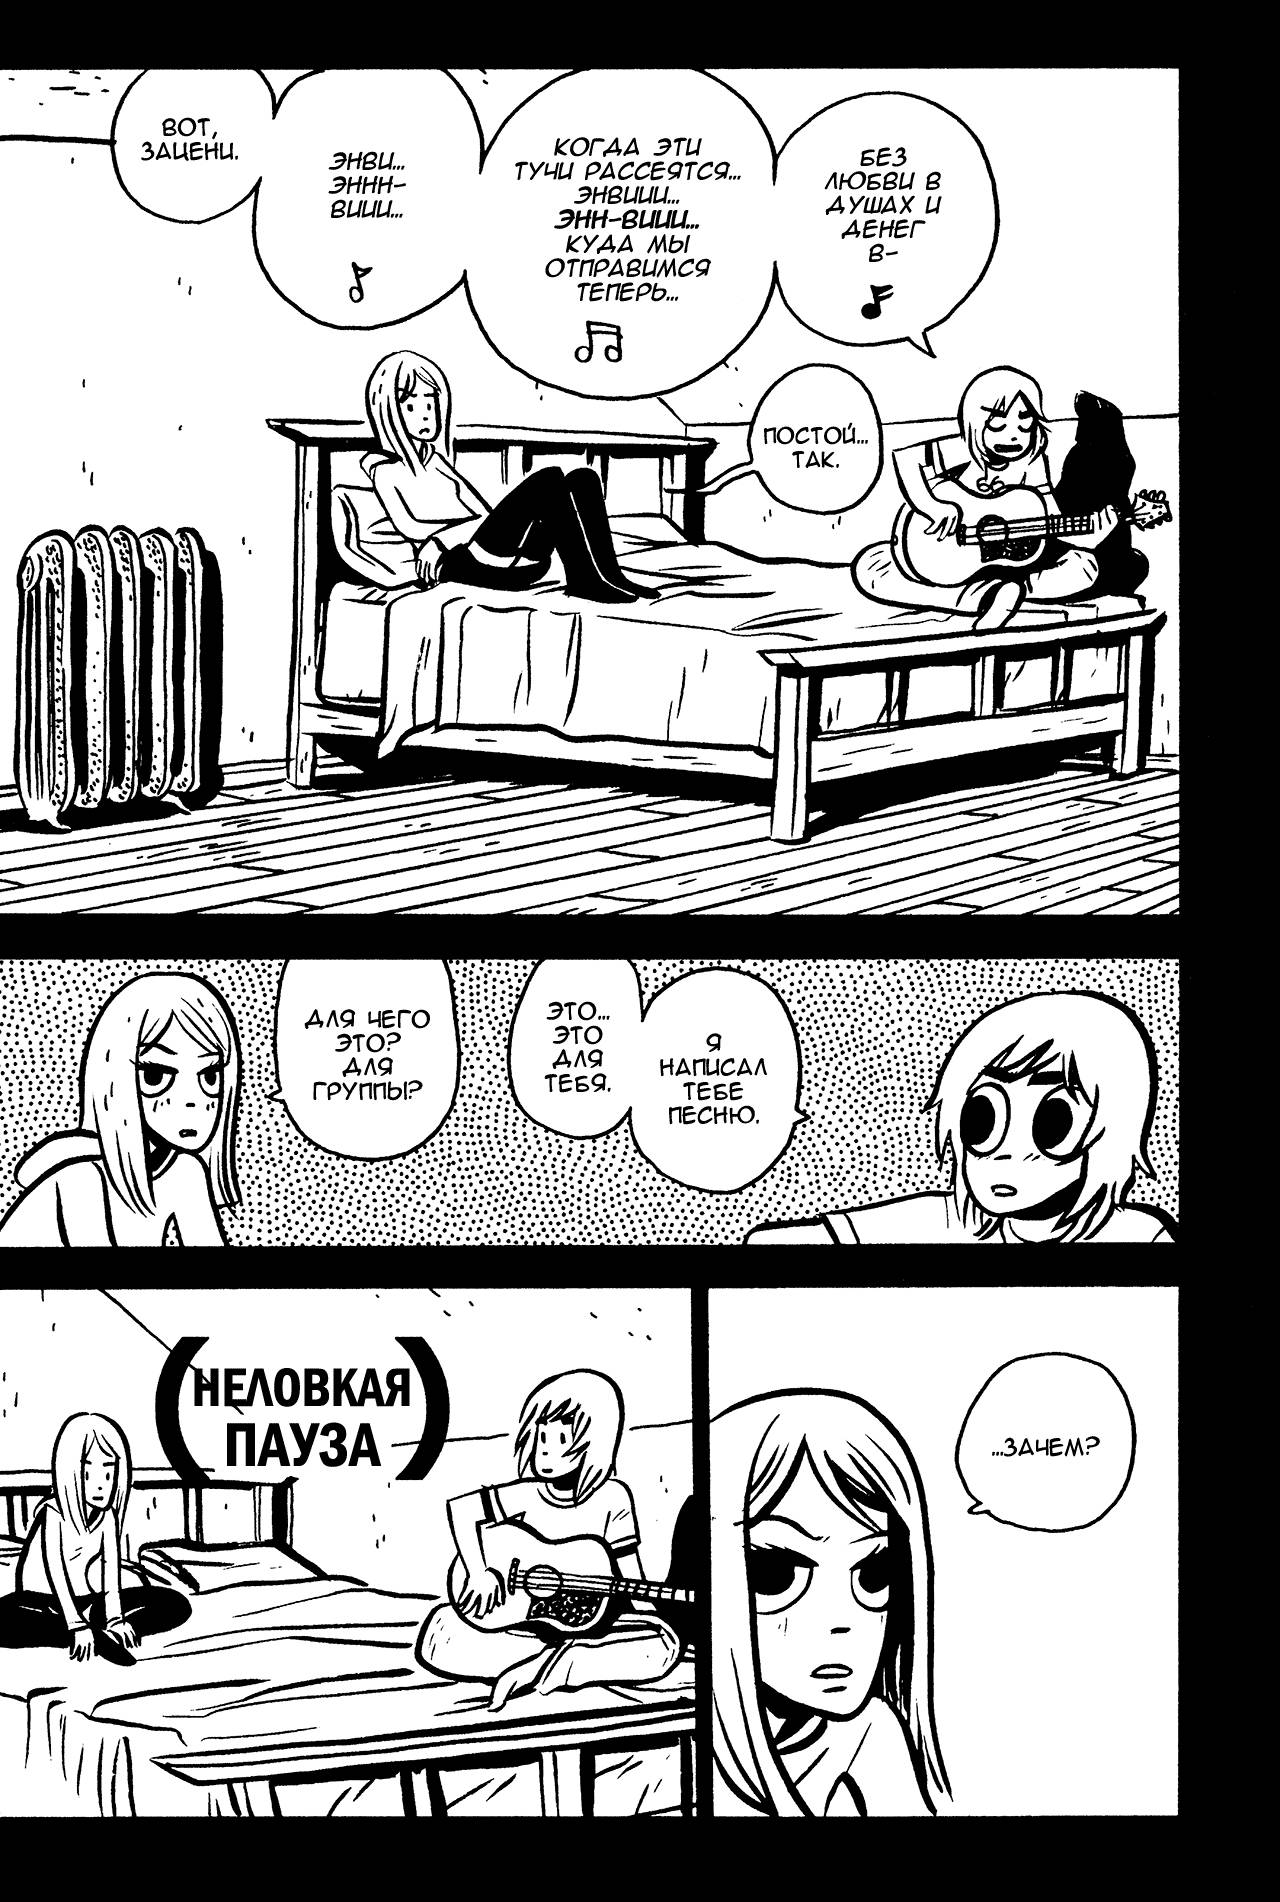 ВОТ,
ЗАЦЕНИ.
ЭНВИ...
ЭННН-
ВИИИ...
КОГДА ЭТИ
ТУЧИ РАССЕЯТСЯ...
ЭНВИИИ...
ЭНН-ВИИИ...
КУДА МЫ
ОТПРАВИМСЯ
ТЕПЕРЬ...
БЕЗ
ЛЮБВИ В
ДУШАХ И
ДЕНЕГ
В-
ПОСТОЙ...
ТАК.
ДЛЯ ЧЕГО
ЭТО?
ДЛЯ
ГРУППЫ?
ЭТО...
ЭТО
ДЛЯ
ТЕБЯ.
Я
НАПИСАЛ
ТЕБЕ
ПЕСНЮ.
(НЕЛОВКАЯ
ПАУЗА)
...ЗАЧЕМ?